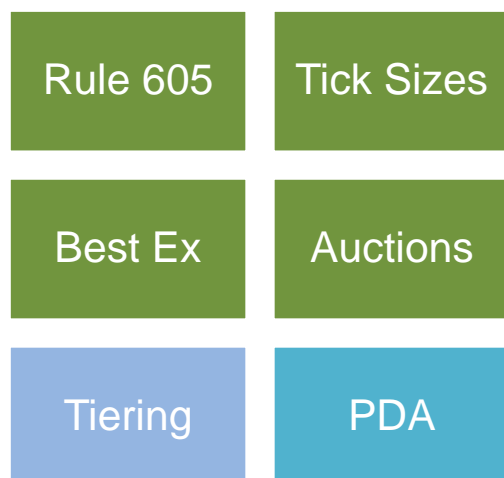 Rule 605
Tick Sizes
Best Ex
Auctions
Tiering
PDA